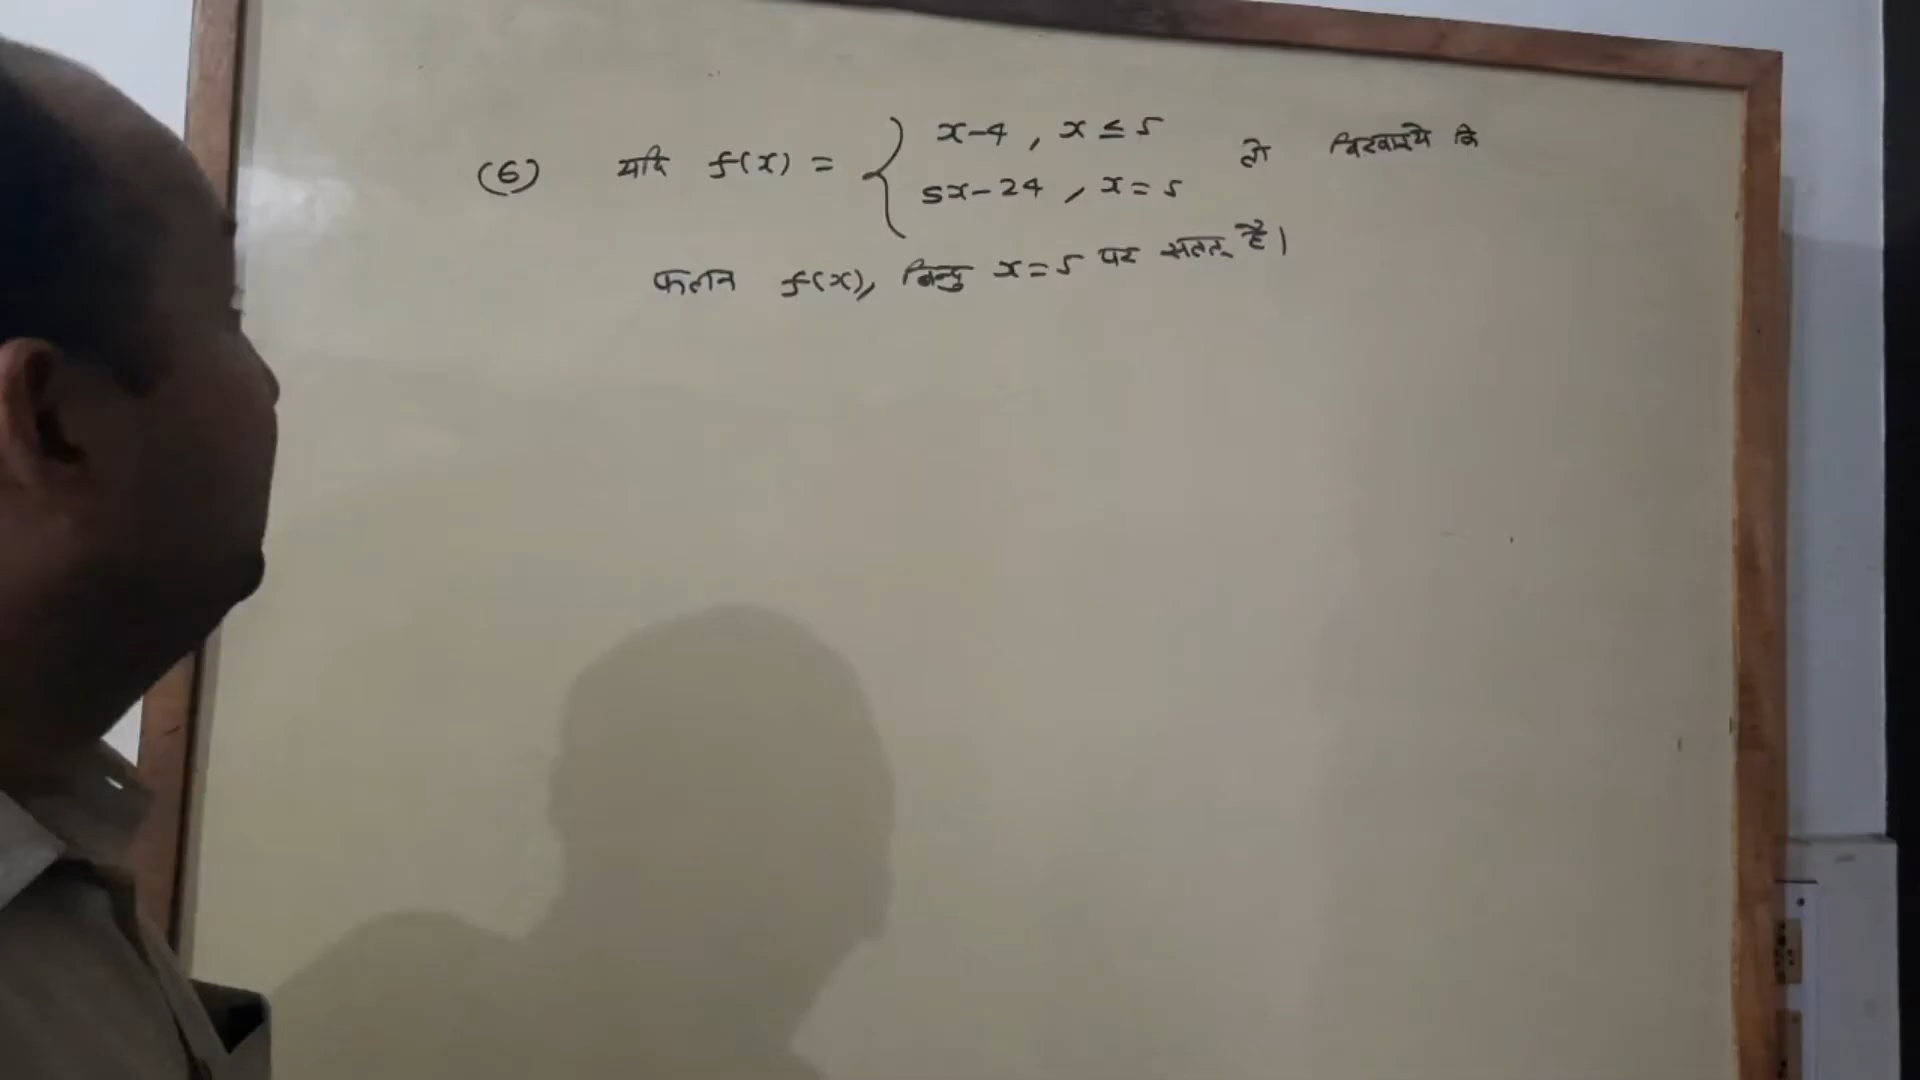 (6) यदि f(x) = { x-4 , x ≤ 5 तो दिखाइये कि
5x-24 , x = 5
फलन f(x), बिन्दु x = 5 पर सतत् है।